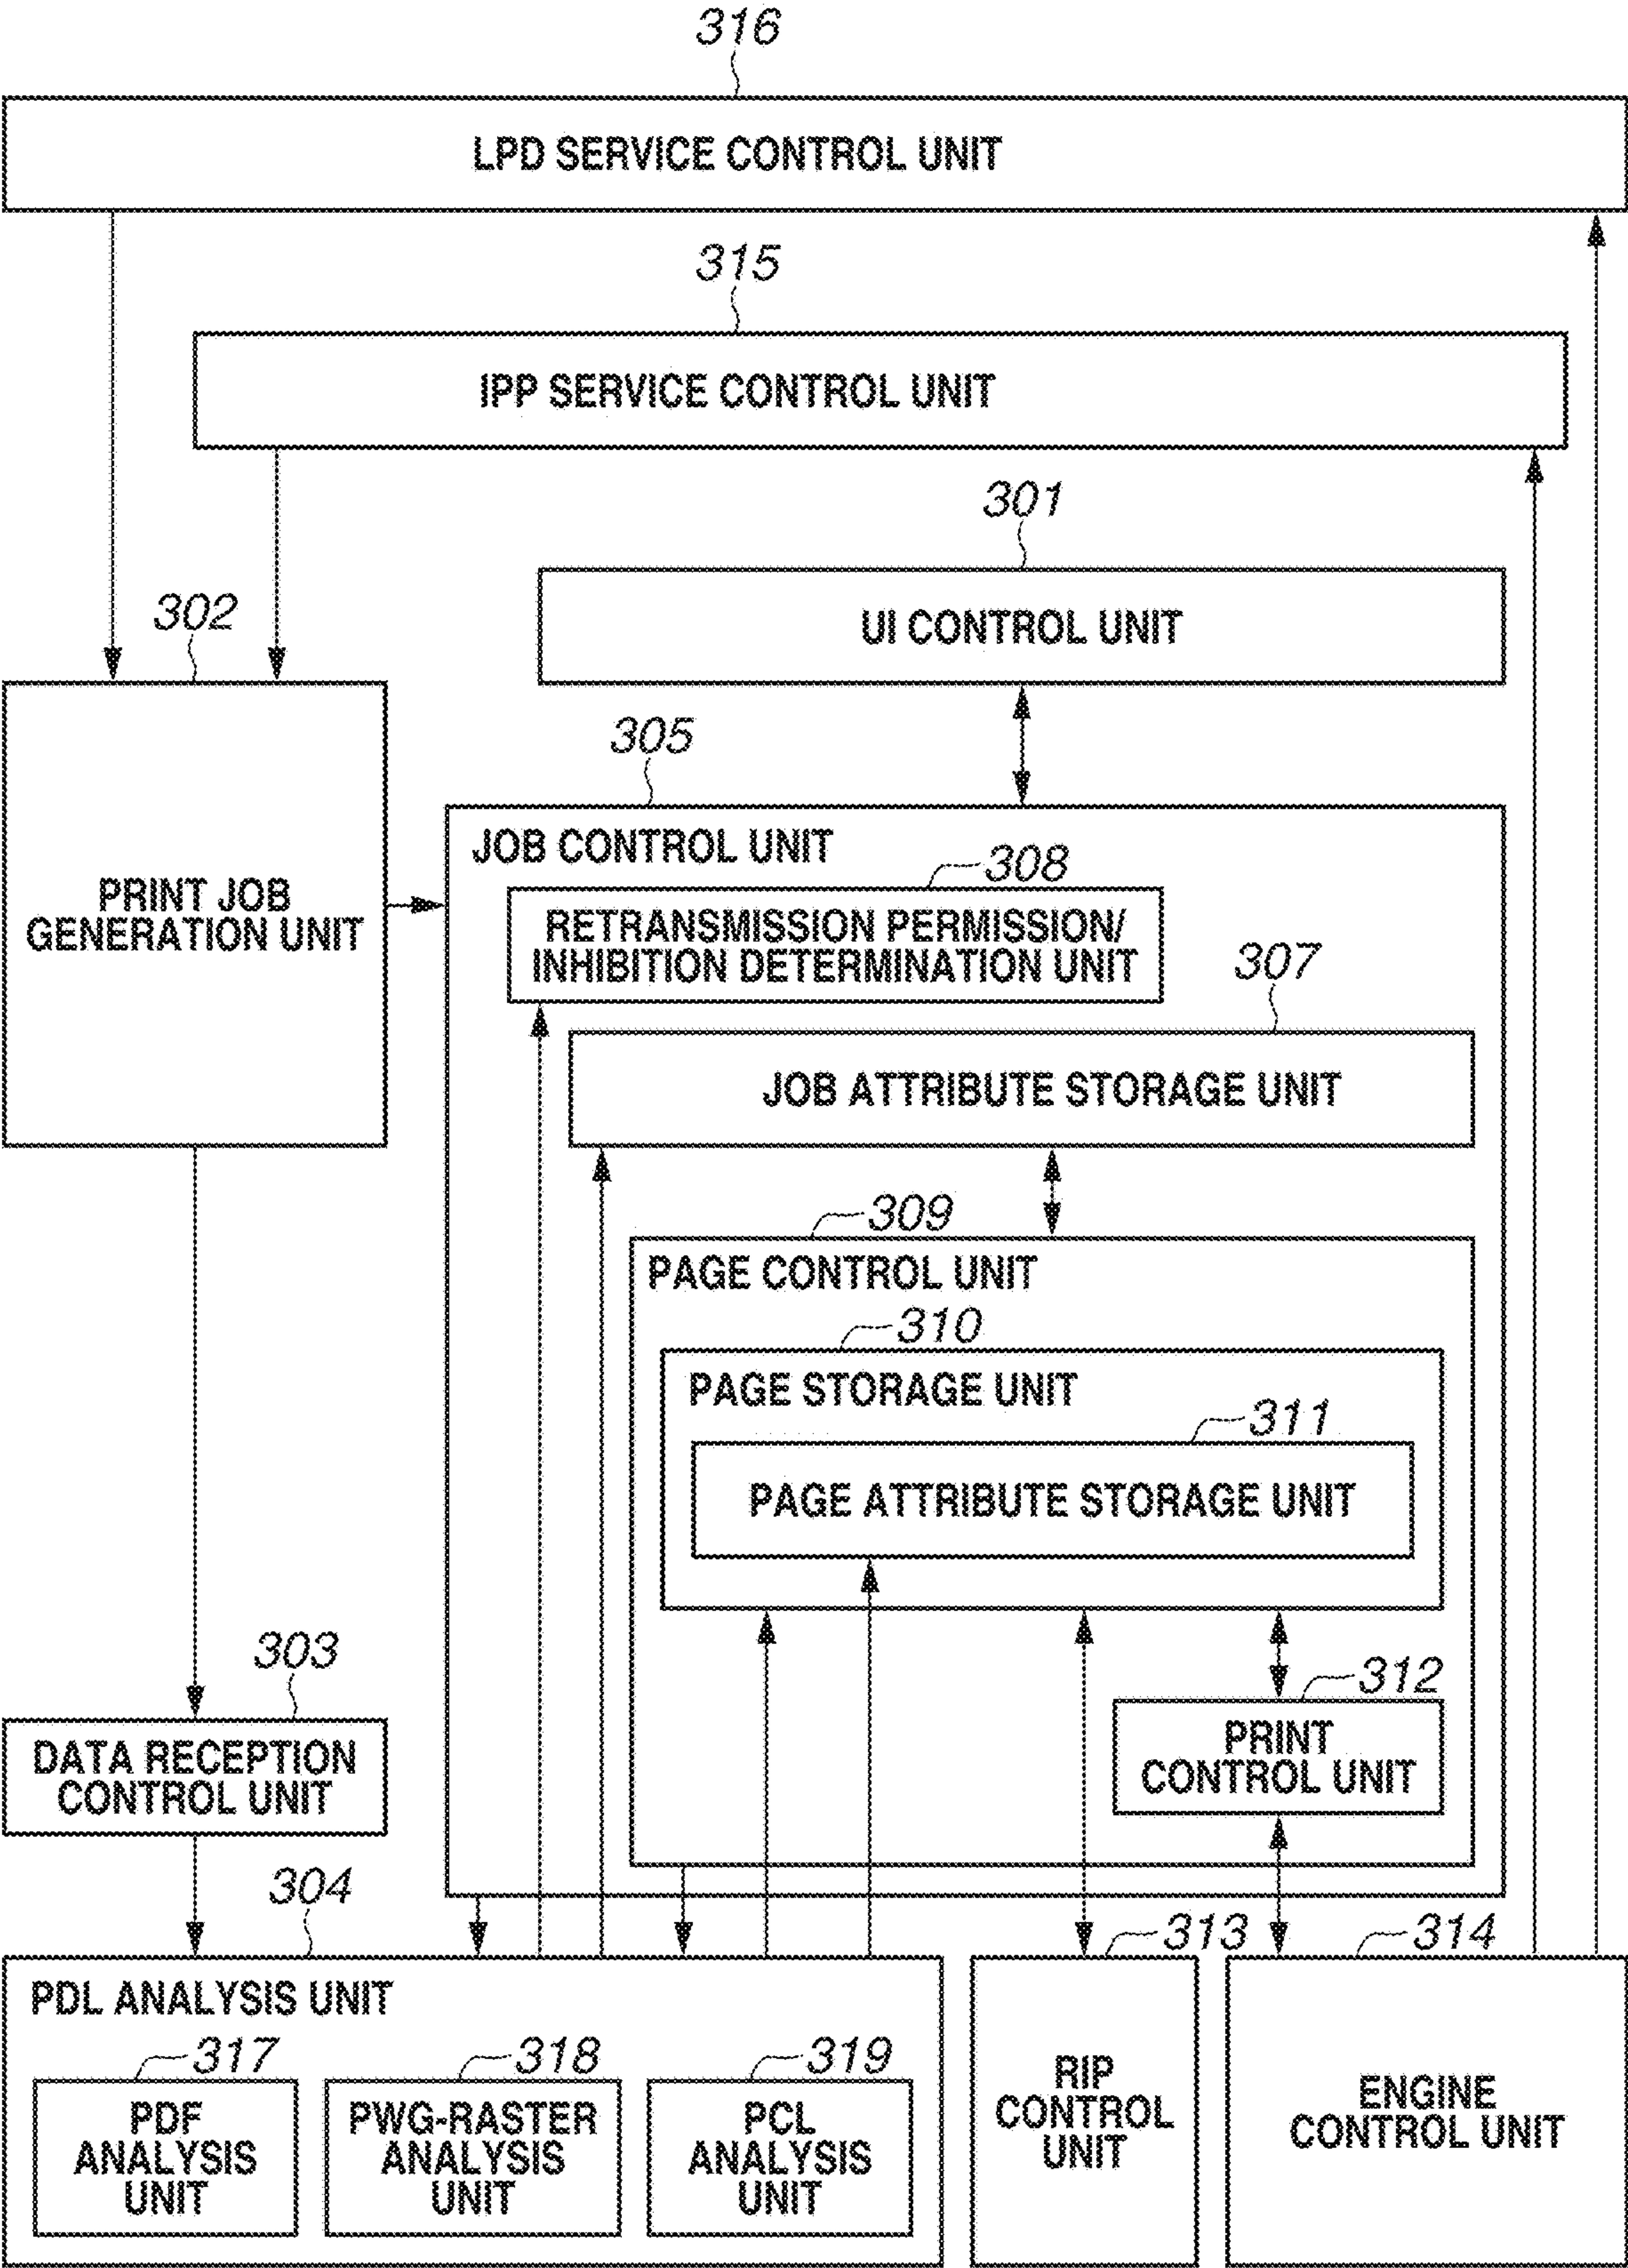 316
LPD SERVICE CONTROL UNIT
315
IPP SERVICE CONTROL UNIT
301
UI CONTROL UNIT
302
PRINT JOB
GENERATION UNIT
305
JOB CONTROL UNIT
308
RETRANSMISSION PERMISSION/
INHIBITION DETERMINATION UNIT
307
JOB ATTRIBUTE STORAGE UNIT
309
PAGE CONTROL UNIT
310
PAGE STORAGE UNIT
311
PAGE ATTRIBUTE STORAGE UNIT
312
PRINT
CONTROL UNIT
303
DATA RECEPTION
CONTROL UNIT
304
PDL ANALYSIS UNIT
317
PDF
ANALYSIS
UNIT
318
PWG-RASTER
ANALYSIS
UNIT
319
PCL
ANALYSIS
UNIT
313
RIP
CONTROL
UNIT
314
ENGINE
CONTROL UNIT